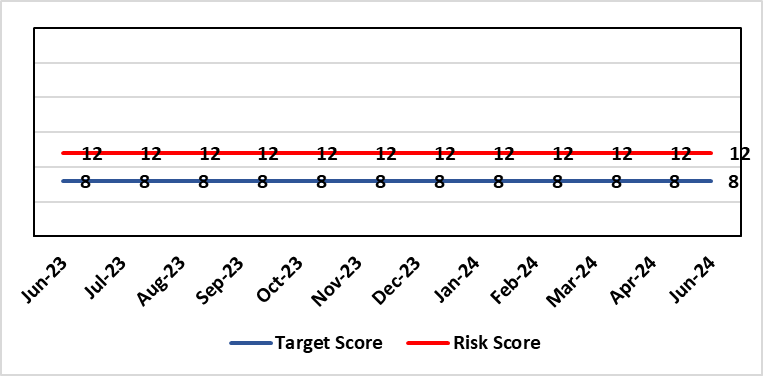 12 12 12 12 12 12 12 12 12 12 12 12
8 8 8 8 8 8 8 8 8 8 8 8
Jun-23 Jul-23 Aug-23 Sep-23 Oct-23 Nov-23 Dec-23 Jan-24 Feb-24 Mar-24 Apr-24 Jun-24
Target Score Risk Score